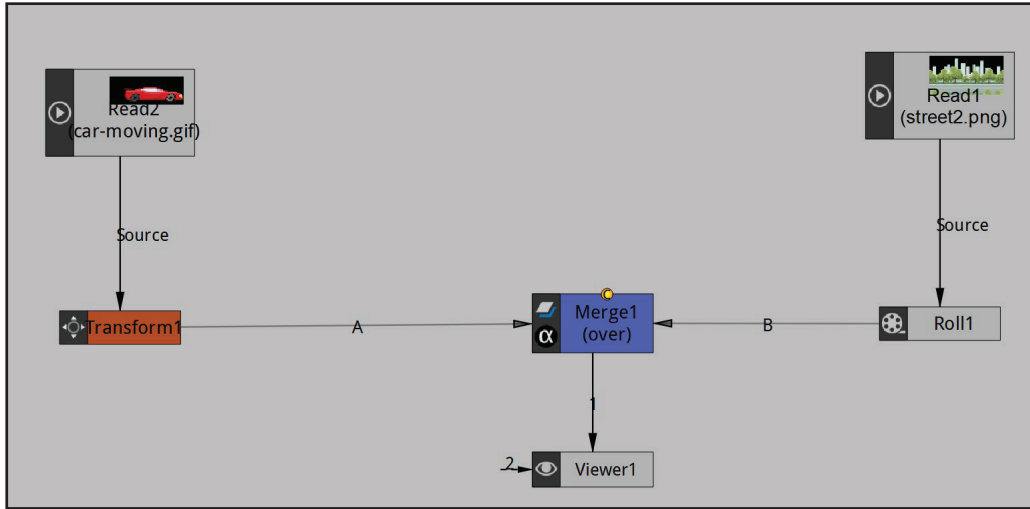 Read2
(car-moving.gif)
Read1
(street2.png)
Source
Source
Transform1
A
Merge1
(over)
α
B
Roll1
1
2
Viewer1